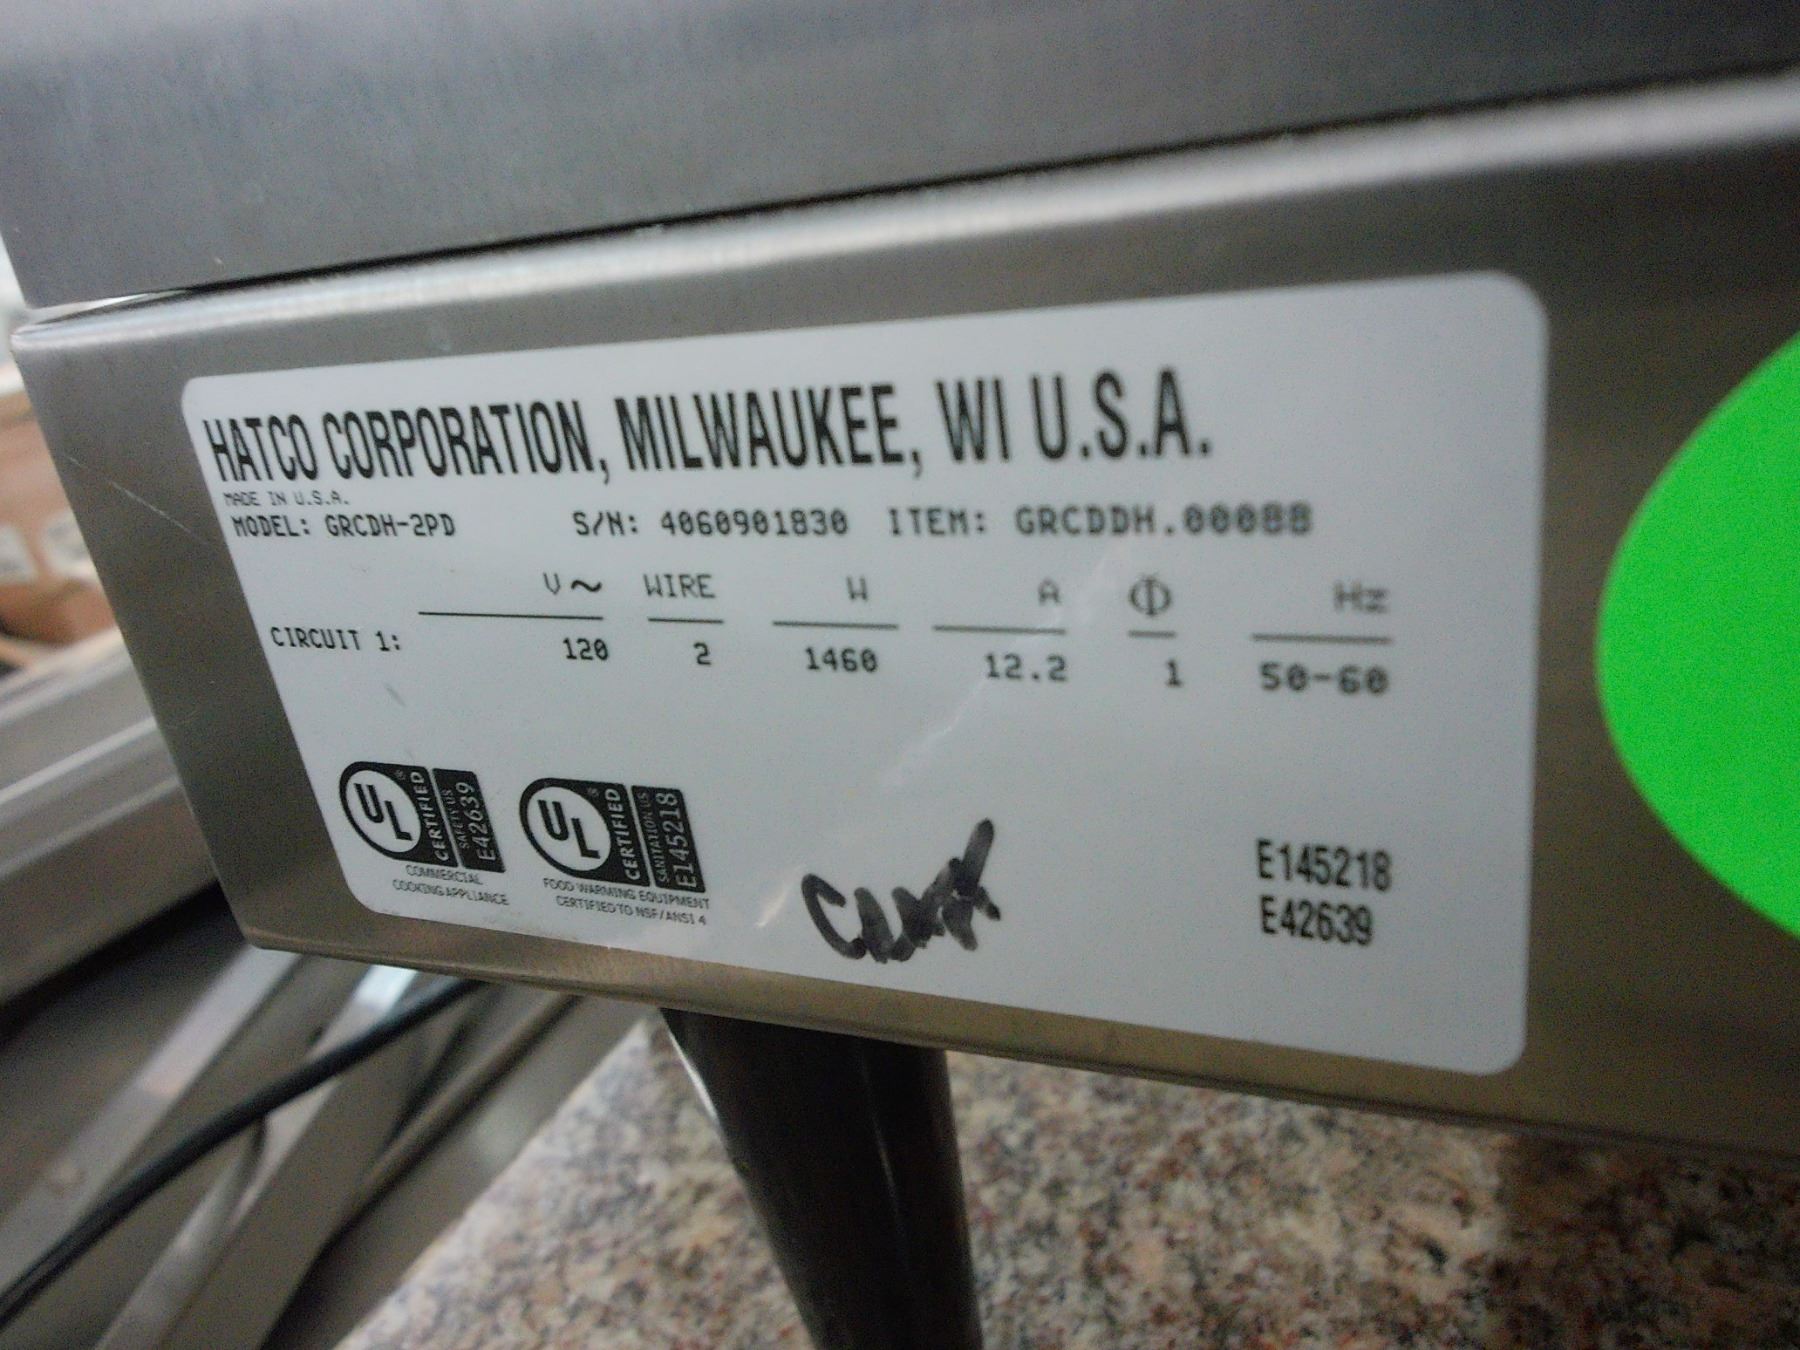 HATCO CORPORATION, MILWAUKEE, WI U.S.A.
MADE IN U.S.A.
MODEL: GRCDH-2PD S/N: 4060901830 ITEM: GRCDDH.00088
V~ WIRE W A Φ Hz
CIRCUIT 1: 120 2 1460 12.2 1 50-60
UL ® CERTIFIED SAFETY US E42639
COMMERCIAL
COOKING APPLIANCE
UL ® CERTIFIED SANITATION US E145218
FOOD WARMING EQUIPMENT
CERTIFIED TO NSF/ANSI 4
E145218
E42639